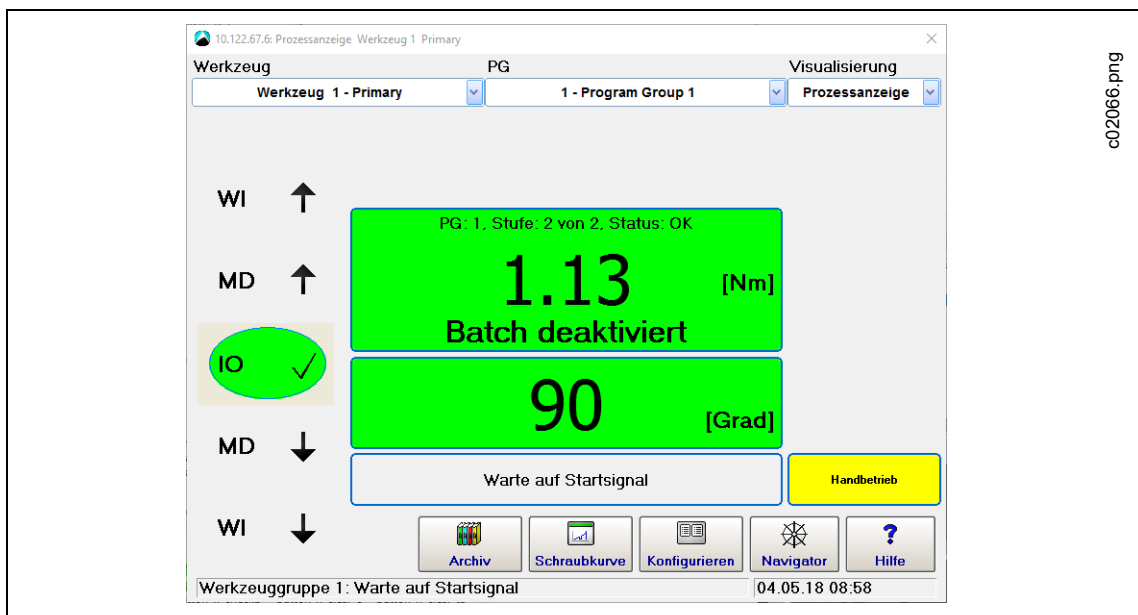 10.122.67.6: Prozessanzeige Werkzeug 1 Primary
Werkzeug PG Visualisierung
Werkzeug 1 - Primary 1 - Program Group 1 Prozessanzeige
WI
MD
IO
MD
WI
PG: 1, Stufe: 2 von 2, Status: OK
1.13 [Nm]
Batch deaktiviert
90 [Grad]
Warte auf Startsignal
Handbetrieb
Archiv Schraubkurve Konfigurieren Navigator Hilfe
Werkzeuggruppe 1: Warte auf Startsignal 04.05.18 08:58
c02066.png